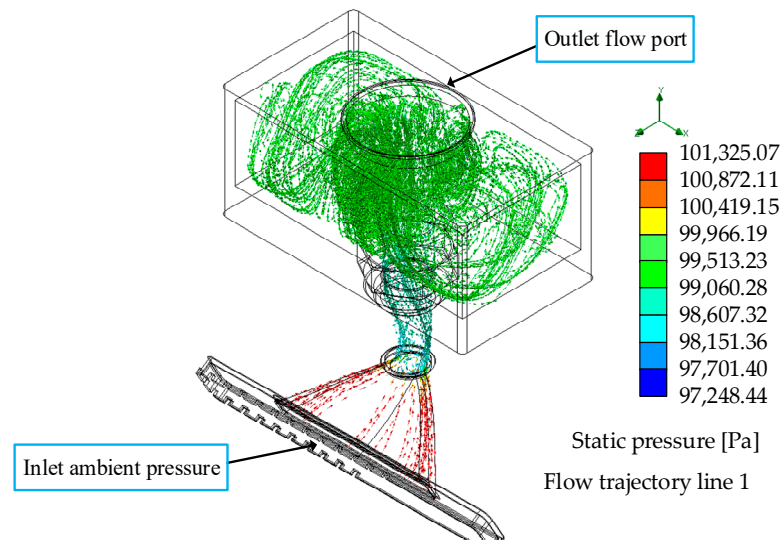 Outlet flow port
Y
X
Z
101,325.07
100,872.11
100,419.15
99,966.19
99,513.23
99,060.28
98,607.32
98,151.36
97,701.40
97,248.44
Static pressure [Pa]
Flow trajectory line 1
Inlet ambient pressure